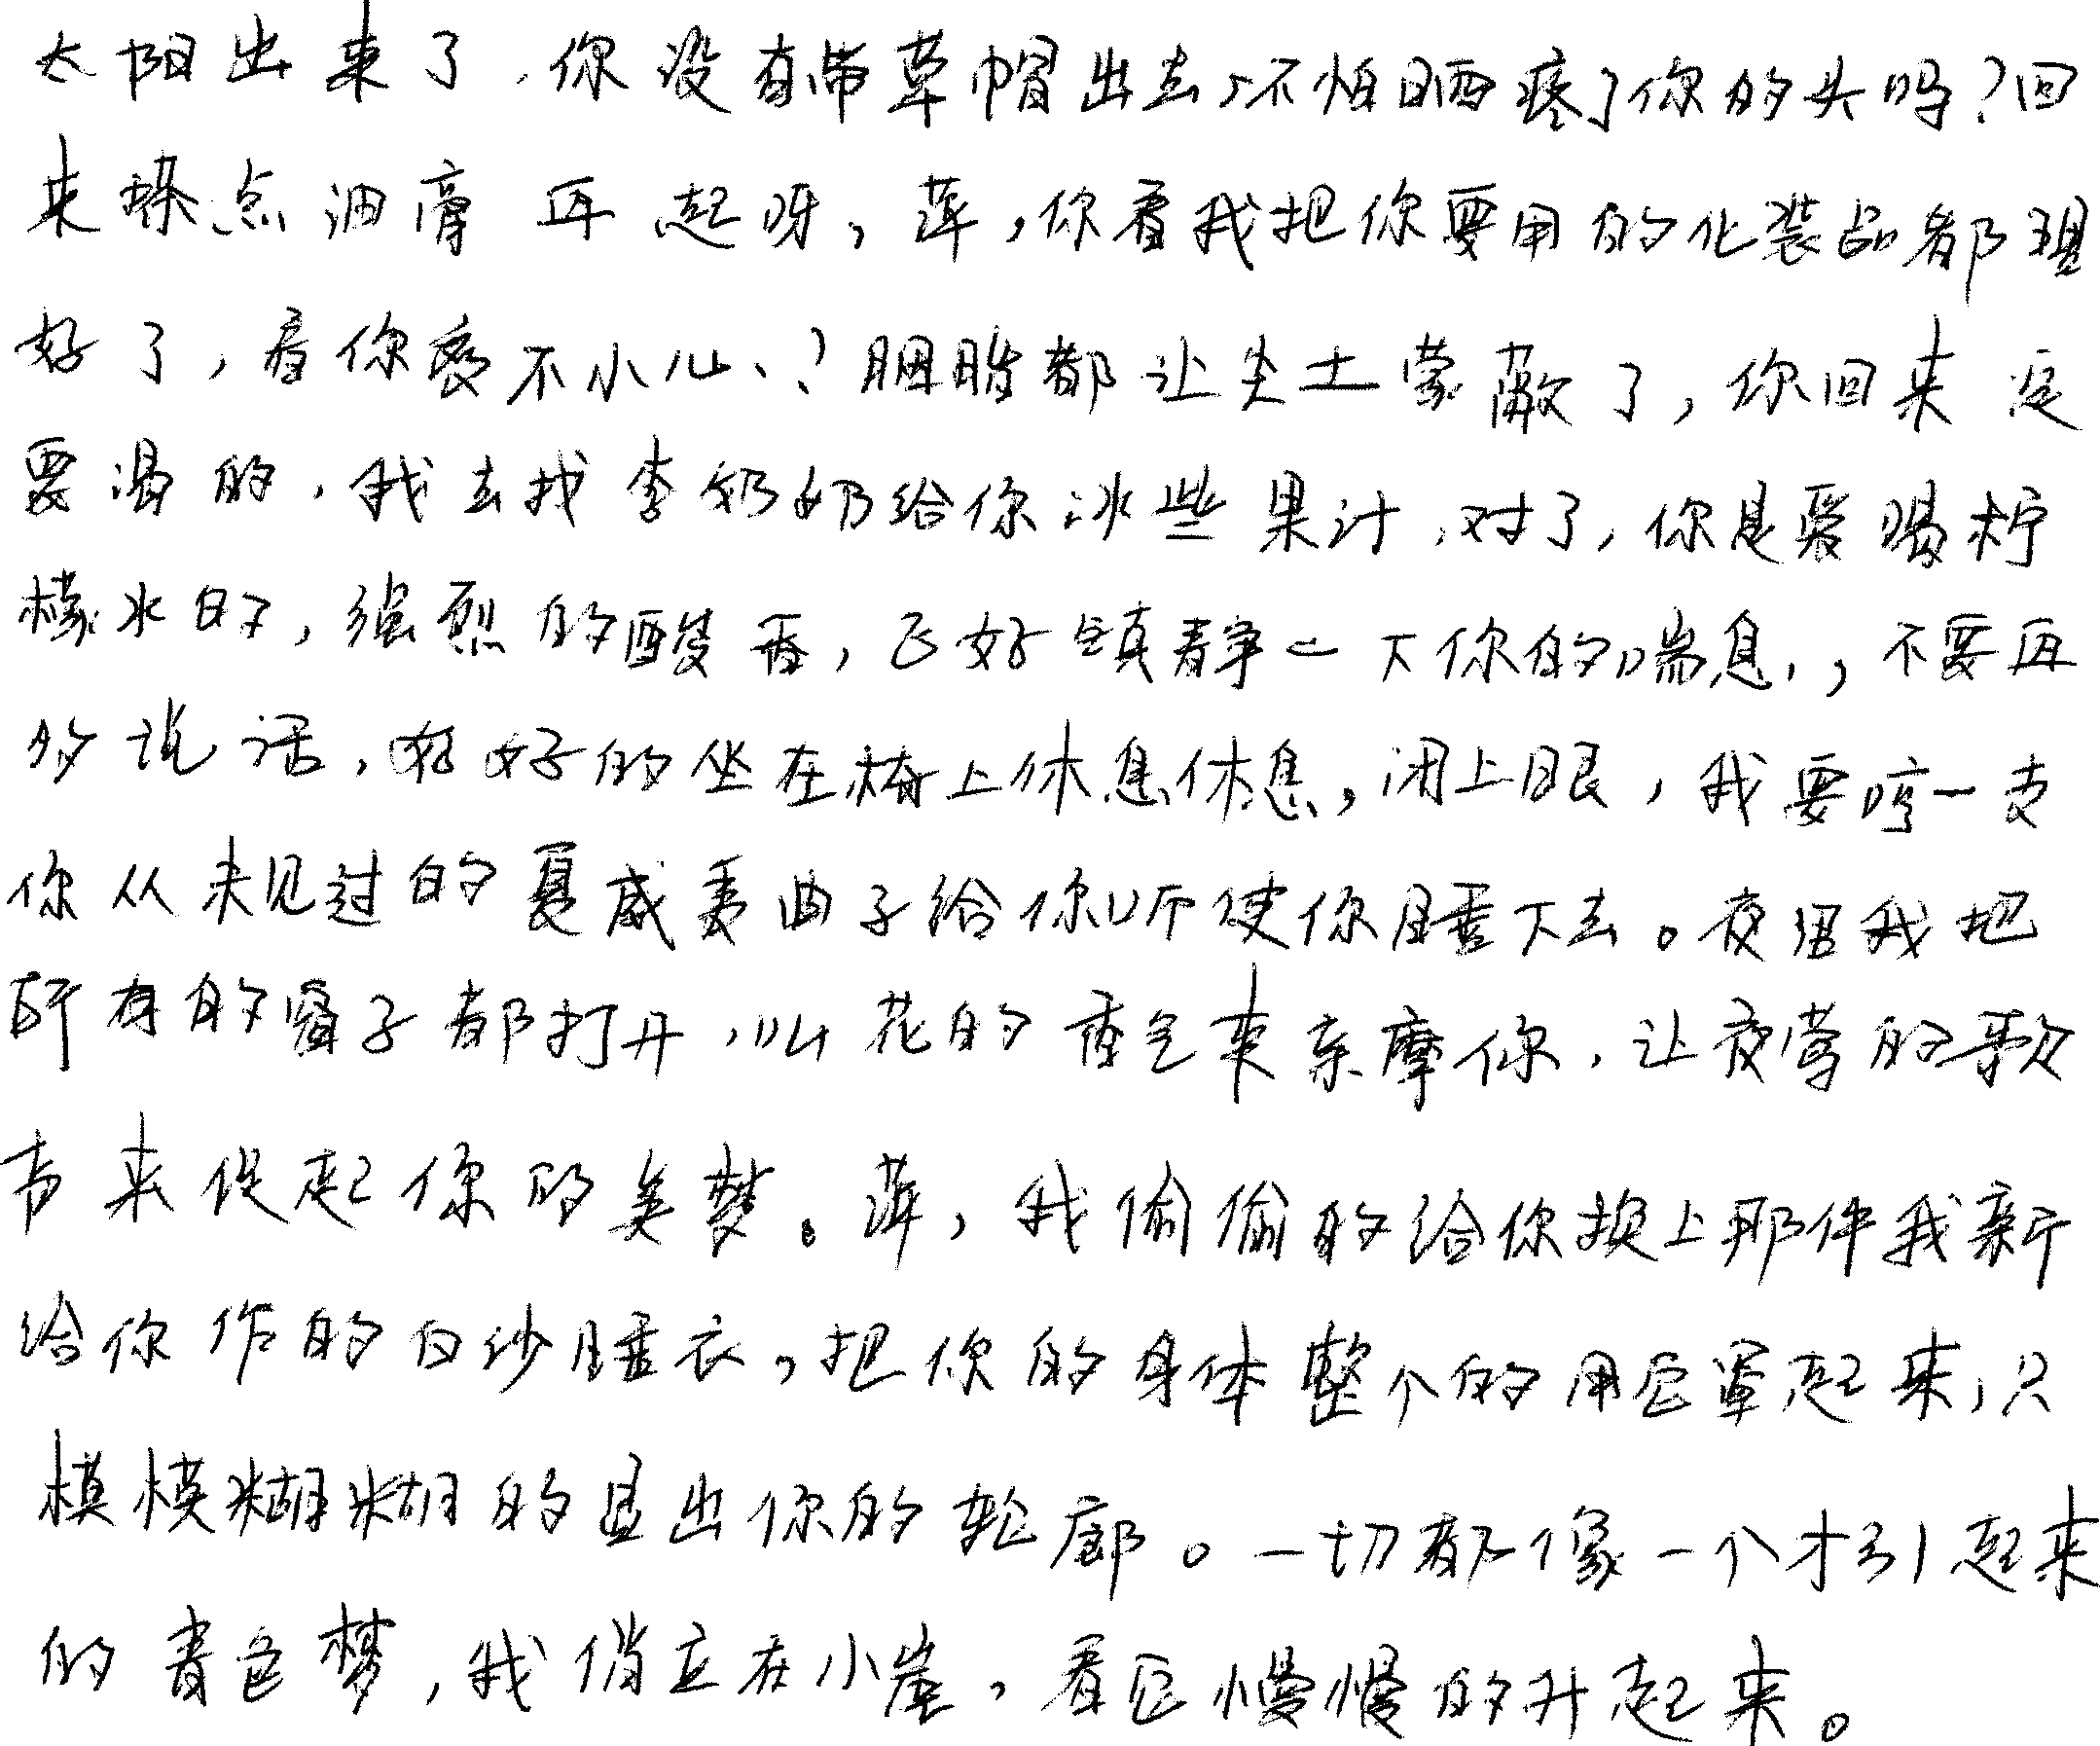 太阳出来了,你没有带草帽出去,不怕晒疼了你的头吗?回
来搽点油膏再起呀,萍,你看我把你要用的化装品都理
好了,看你爱不小心、?胭脂都让尖土蒙蔽了,你回来定
要渴的,我去找李奶奶给你冰些果汁,对了,你是爱喝柠
檬水的,强烈的酸香,正好镇静一下你的喘息,,不要再
多说话,好好的坐在椅上休息休息,闭上眼,我要哼一支
你从未见过的夏威夷曲子给你听使你睡下去。夜里我把
所有的窗子都打开,叫花的香气来东摩你,让夜莺的歌
声来促起你的美梦。萍,我偷偷的给你换上那件我新
给你作的白纱睡衣,把你的身体整个的用它罩起来,只
模模糊糊的显出你的轮廓。一切都像一个才引起来
的青色梦,我俏立在小崖,看它慢慢的升起来。